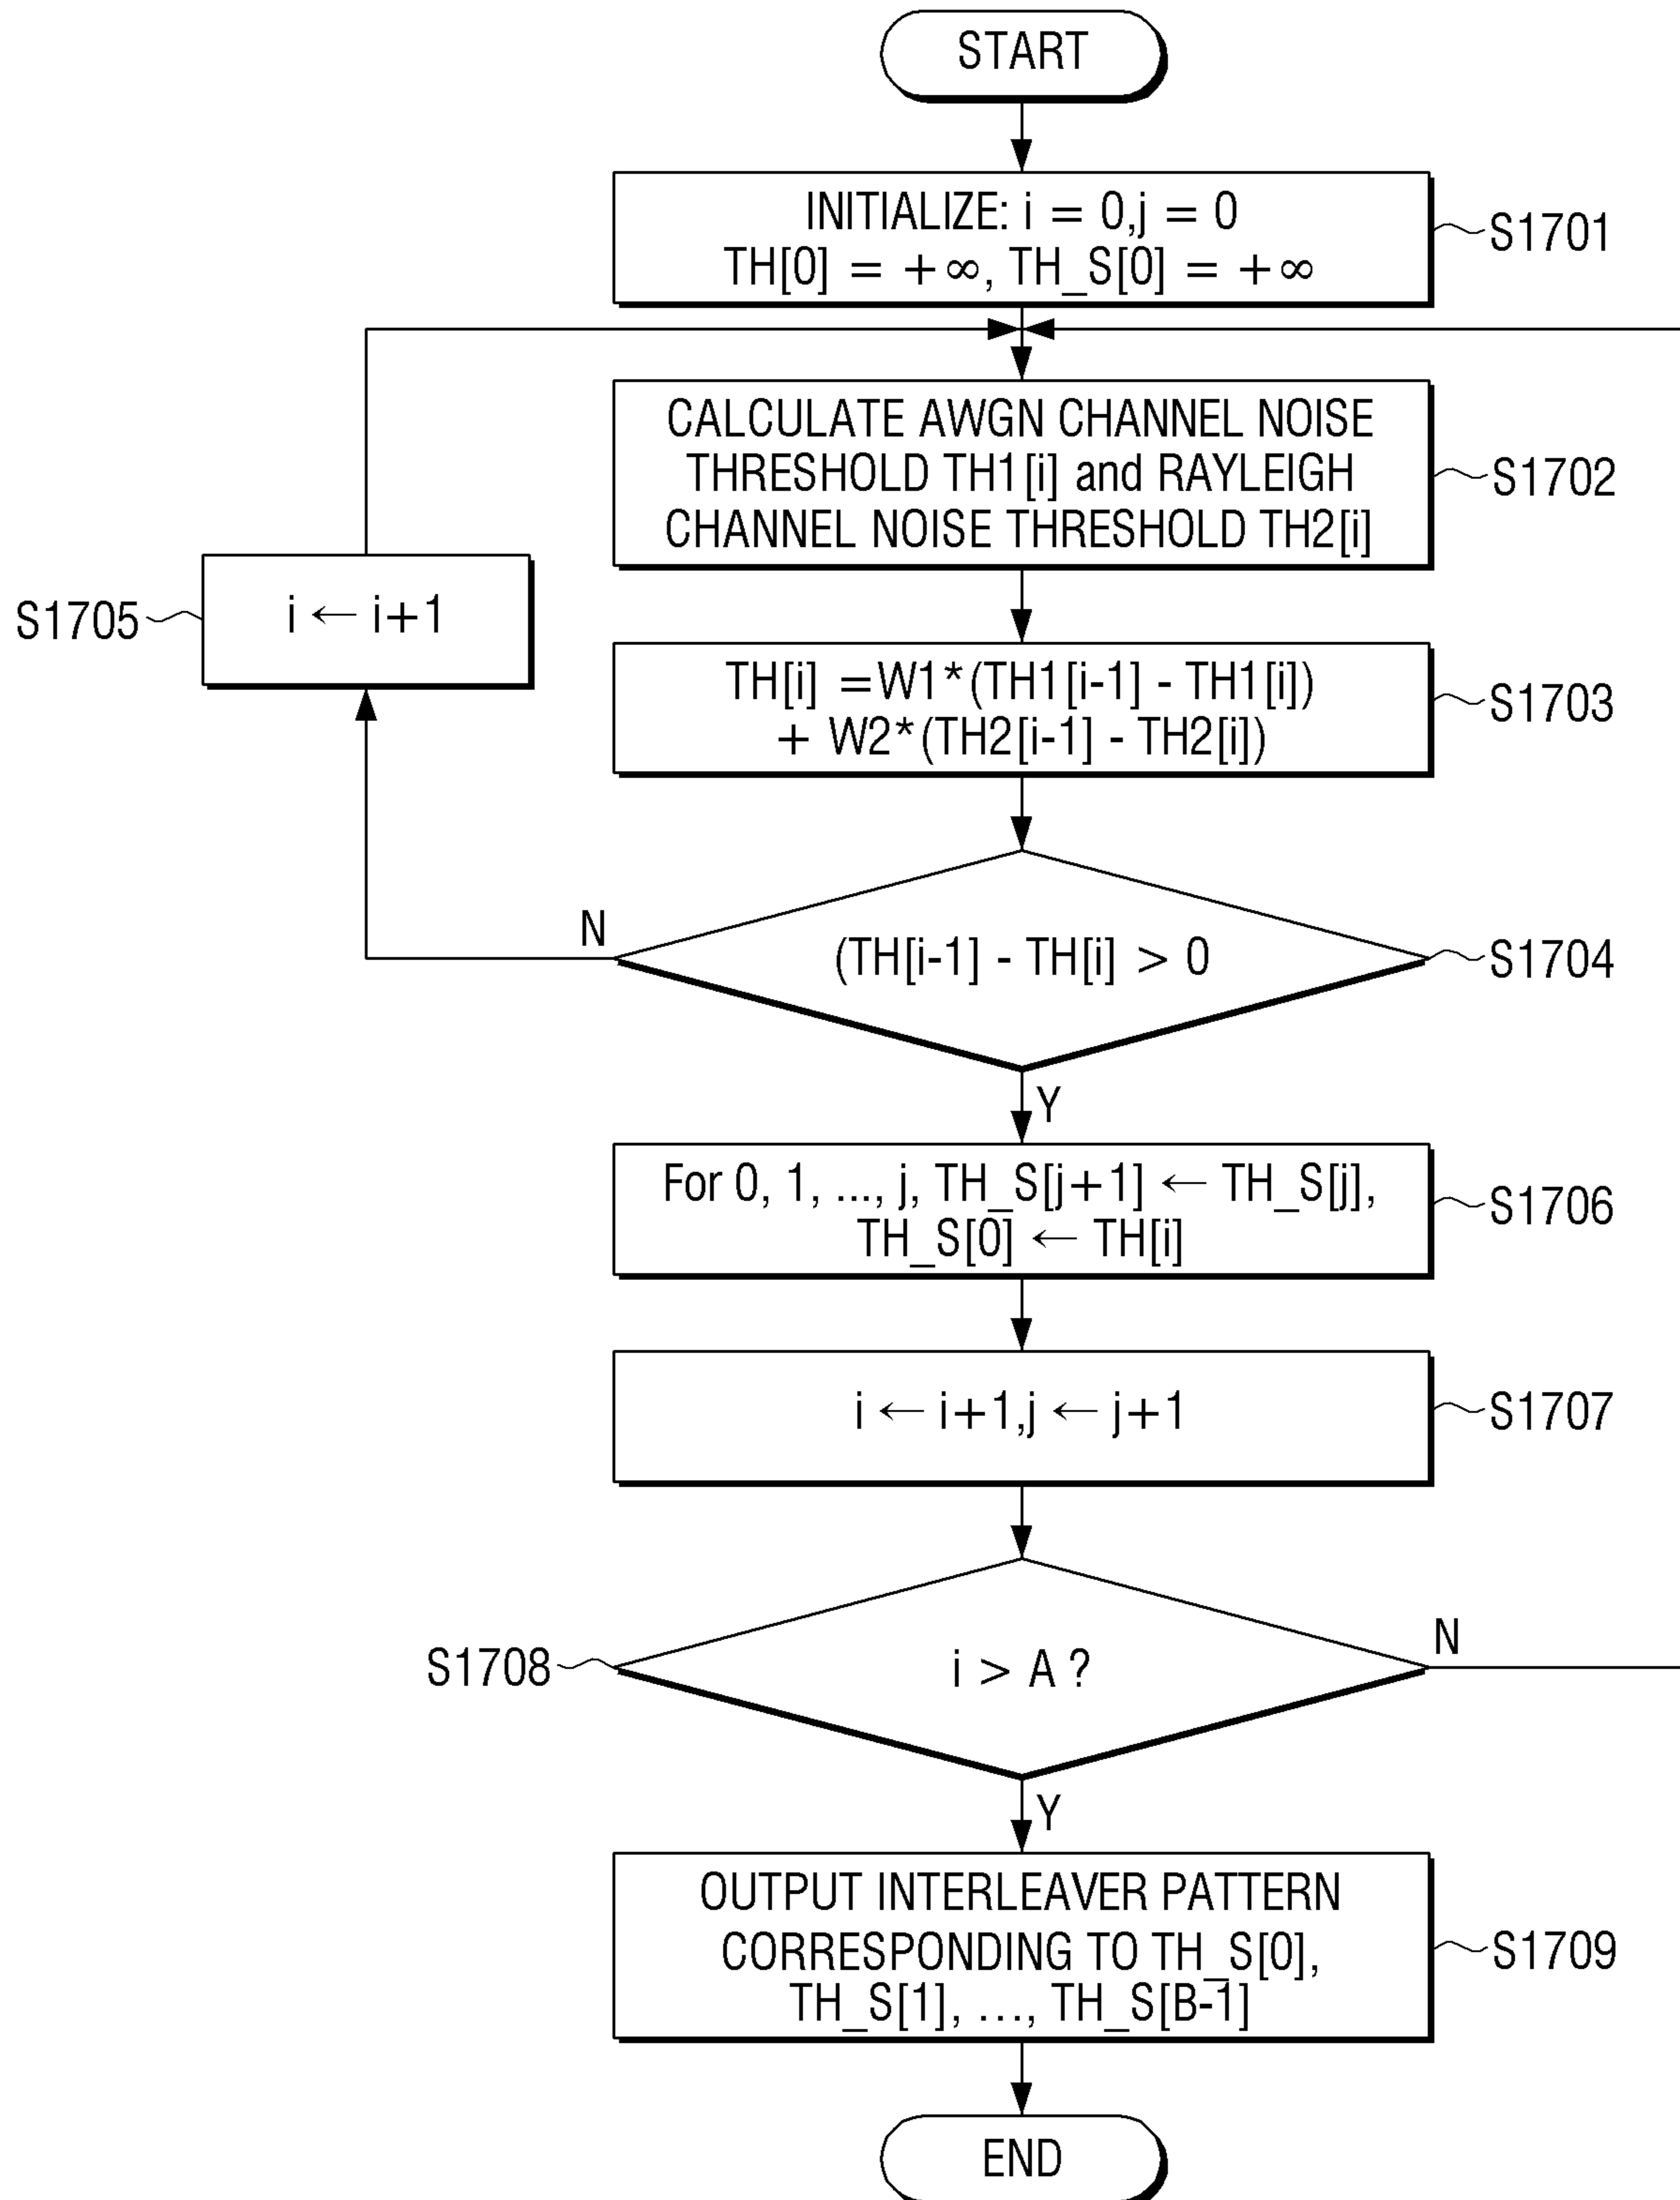 START
INITIALIZE: i = 0,j = 0
TH[0] = +∞, TH_S[0] = +∞
S1701
CALCULATE AWGN CHANNEL NOISE
THRESHOLD TH1[i] and RAYLEIGH
CHANNEL NOISE THRESHOLD TH2[i]
S1702
i ← i+1
S1705
TH[i] =W1*(TH1[i-1] - TH1[i])
+ W2*(TH2[i-1] - TH2[i])
S1703
N
(TH[i-1] - TH[i] > 0
S1704
Y
For 0, 1, ..., j, TH_S[j+1] ← TH_S[j],
TH_S[0] ← TH[i]
S1706
i ← i+1,j ← j+1
S1707
S1708
i > A ?
N
Y
OUTPUT INTERLEAVER PATTERN
CORRESPONDING TO TH_S[0],
TH_S[1], ..., TH_S[B-1]
S1709
END